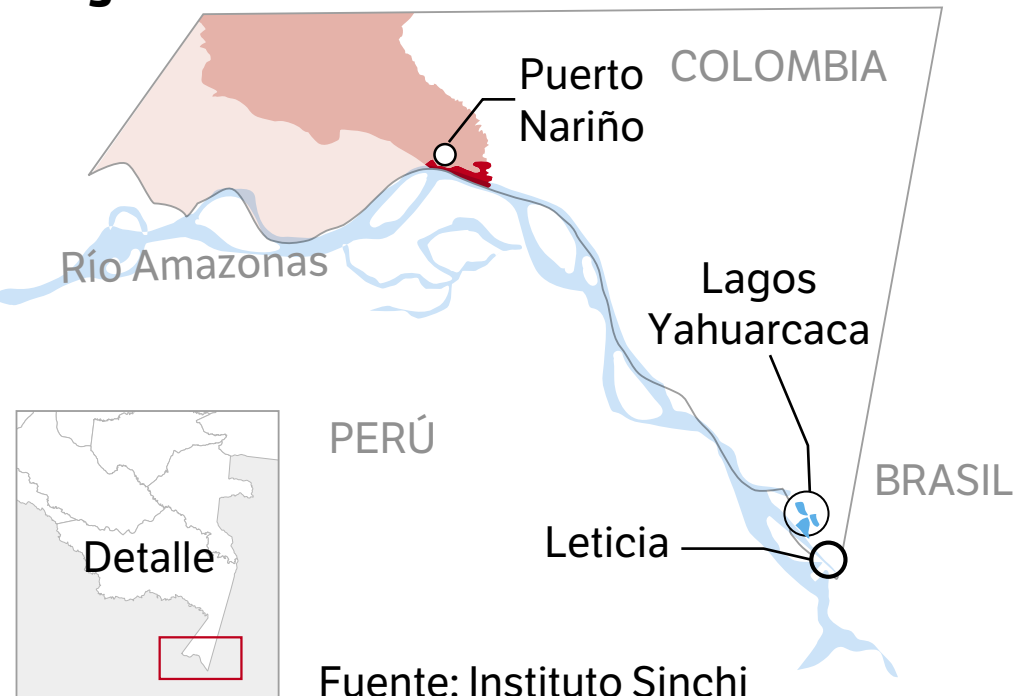 Puerto
Nariño
COLOMBIA
Río Amazonas
Lagos
Yahuarcaca
PERÚ
BRASIL
Leticia
Detalle
Fuente: Instituto Sinchi